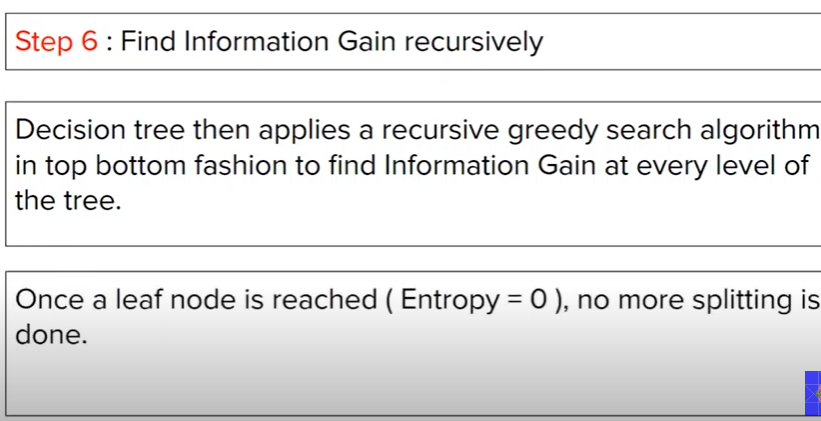 Step 6 : Find Information Gain recursively
Decision tree then applies a recursive greedy search algorithm
in top bottom fashion to find Information Gain at every level of
the tree.
Once a leaf node is reached ( Entropy = 0 ), no more splitting is
done.